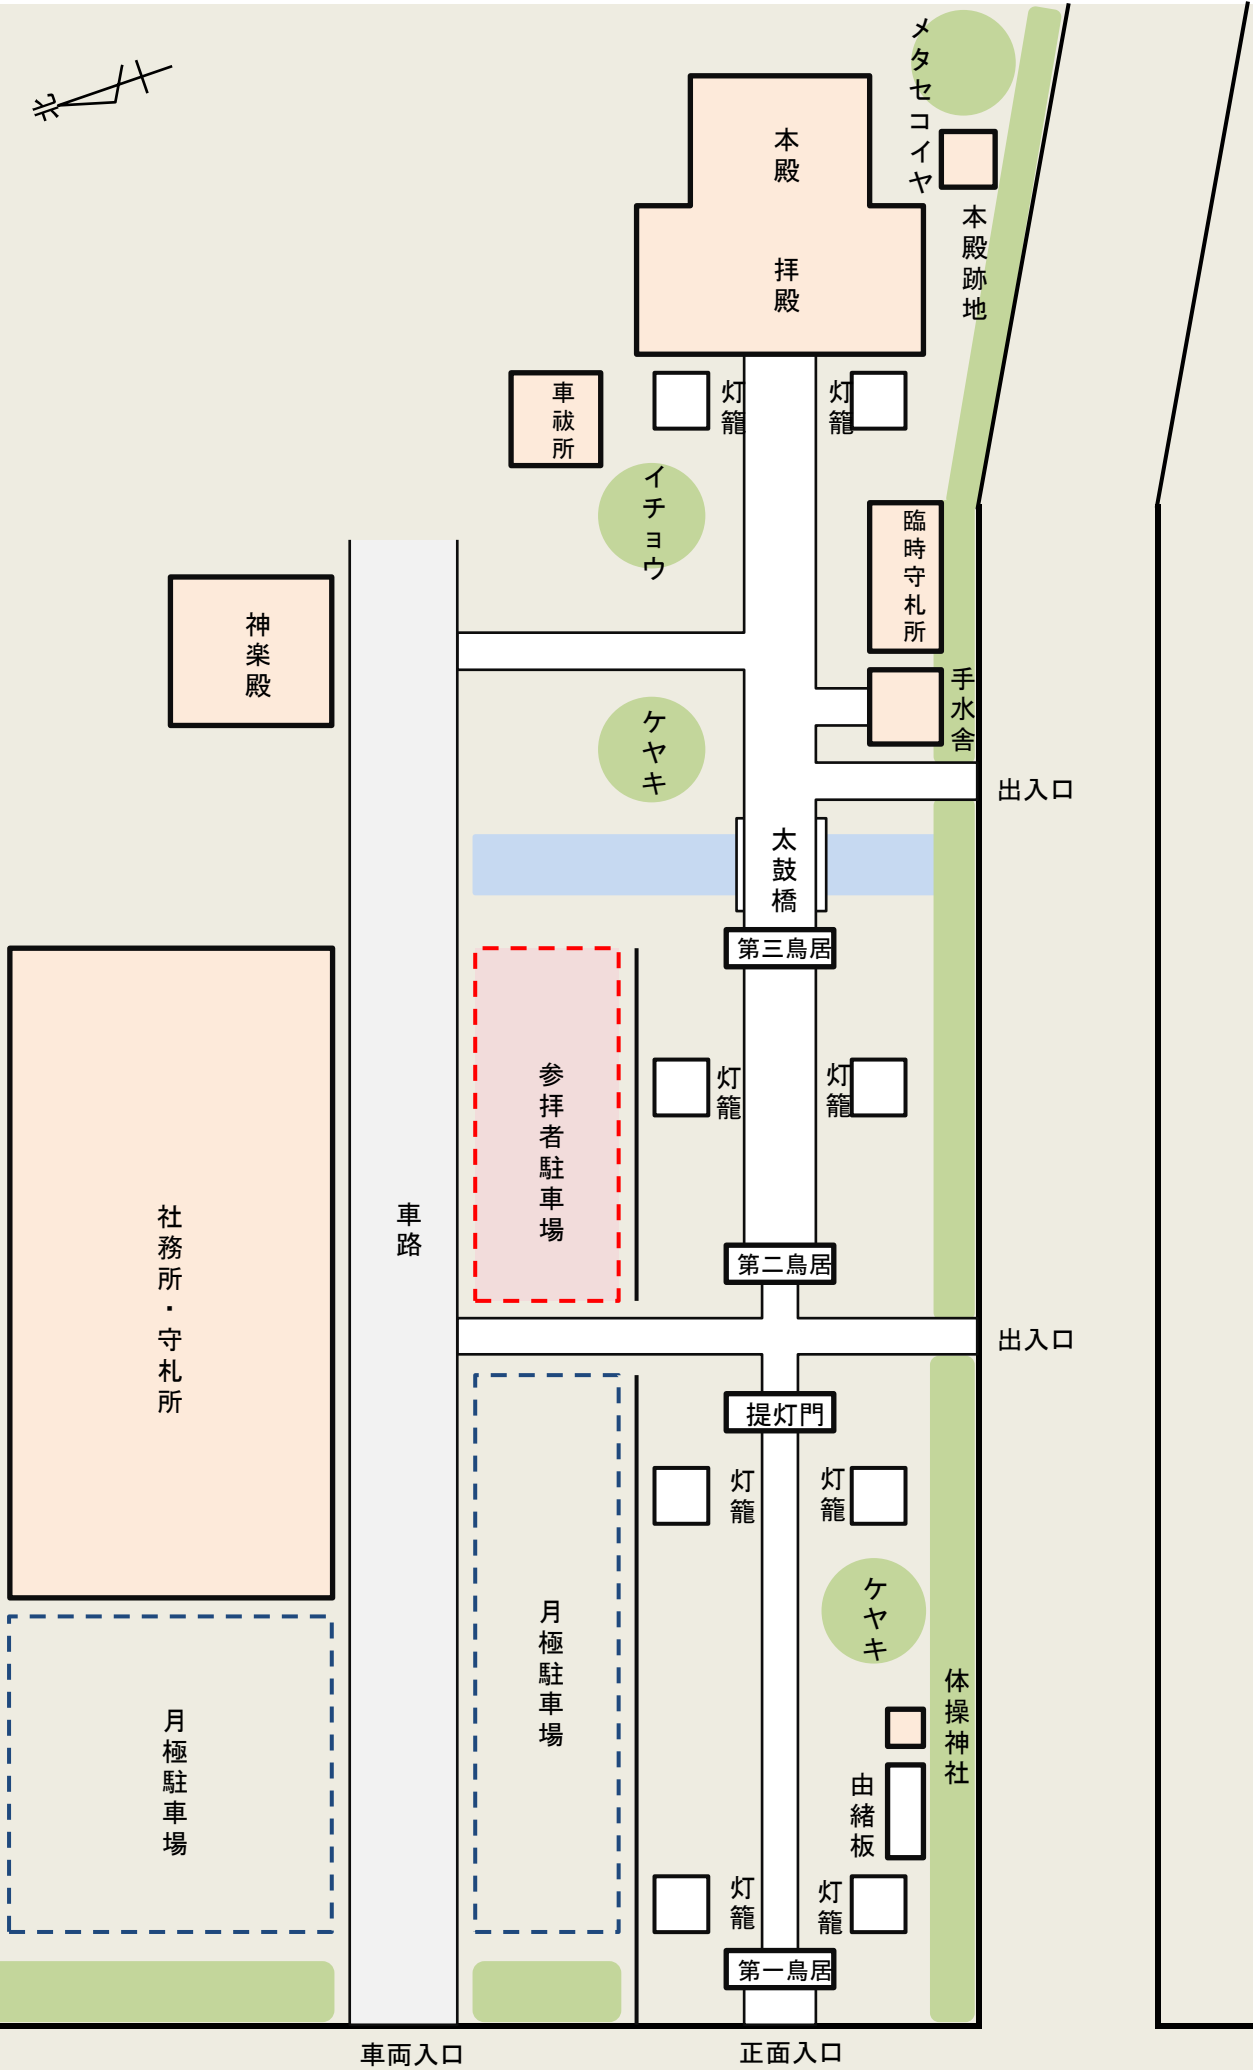 北
メタセコイヤ
本殿
拝殿
本殿跡地
車祓所
灯籠
灯籠
イチョウ
臨時守札所
神楽殿
手水舎
ケヤキ
出入口
太鼓橋
第三鳥居
参拝者駐車場
灯籠
灯籠
社務所・守札所
車路
第二鳥居
出入口
提灯門
灯籠
灯籠
ケヤキ
月極駐車場
体操神社
月極駐車場
由緒板
灯籠
灯籠
第一鳥居
車両入口
正面入口